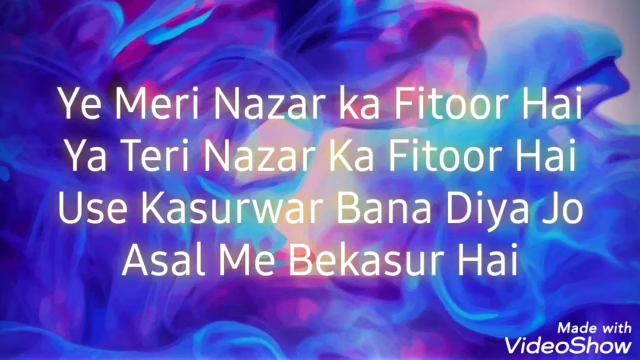 Ye Meri Nazar ka Fitoor Hai
Ya Teri Nazar Ka Fitoor Hai
Use Kasurwar Bana Diya Jo
Asal Me Bekasur Hai
Made with
VideoShow